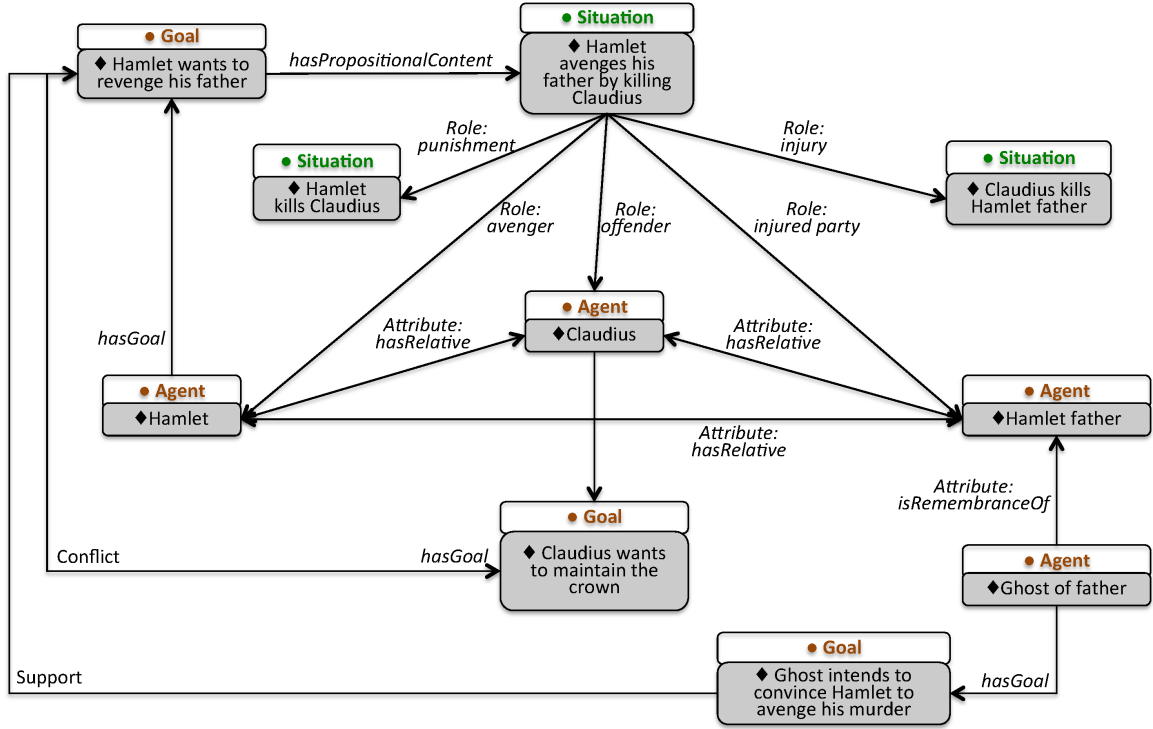 ● Situation
◆ Hamlet
avenges his
father by killing
Claudius
● Goal
◆ Hamlet wants to
revenge his father
hasPropositionalContent
Role:
punishment
Role:
injury
● Situation
◆ Hamlet
kills Claudius
● Situation
◆ Claudius kills
Hamlet father
Role:
avenger
Role:
offender
Role:
injured party
● Agent
◆Claudius
hasGoal
Attribute:
hasRelative
Attribute:
hasRelative
● Agent
◆Hamlet
● Agent
◆Hamlet father
Attribute:
hasRelative
Attribute:
isRemembranceOf
● Goal
◆ Claudius wants
to maintain the
crown
Conflict
hasGoal
● Agent
◆Ghost of father
● Goal
◆ Ghost intends to
convince Hamlet to
avenge his murder
Support
hasGoal